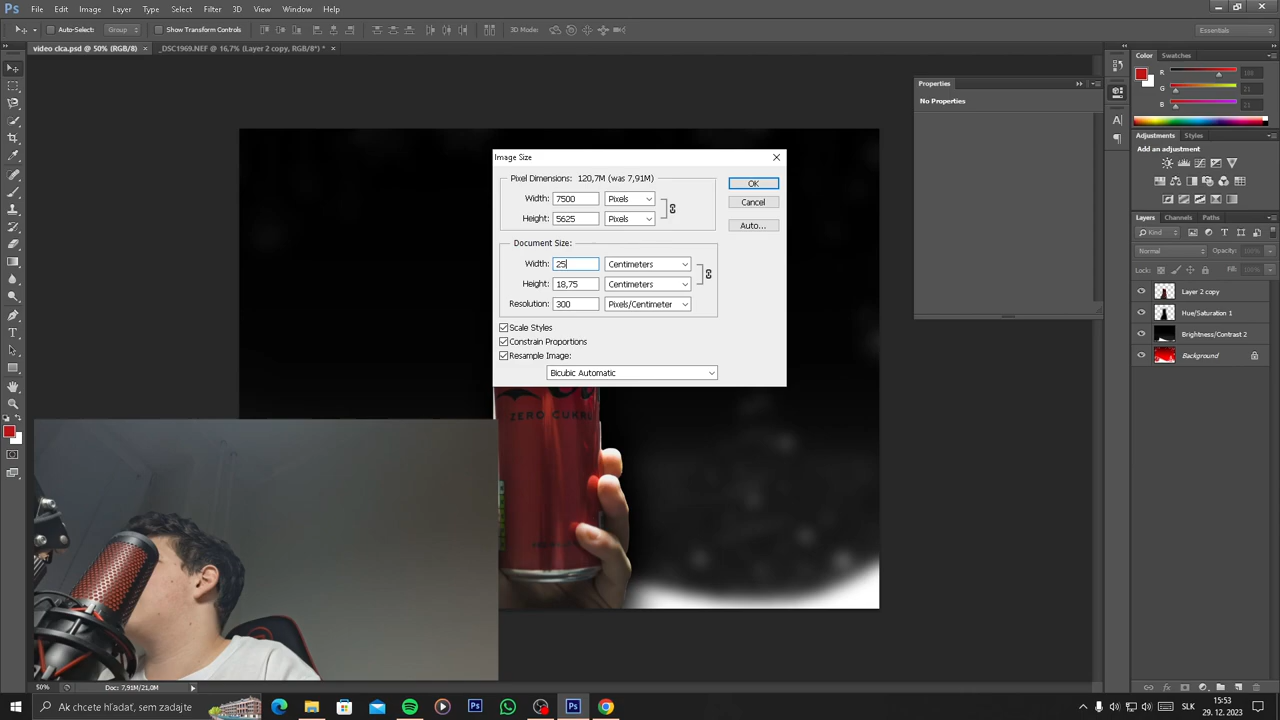 Ps File Edit Image Layer Type Select Filter 3D View Window Help
Auto-Select: Group Show Transform Controls 3D Mode: Essentials
video clca.psd @ 50% (RGB/8) _DSC1969.NEF @ 16,7% (Layer 2 copy, RGB/8*) *
Color Swatches
R
G
B
Properties
No Properties
Adjustments Styles
Add an adjustment
Layers Channels Paths
Kind
Normal Opacity:
Lock: Fill:
Layer 2 copy
Hue/Saturation 1
Brightness/Contrast 2
Background
Image Size
Pixel Dimensions: 120,7M (was 7,91M)
Width: 7500 Pixels
Height: 5625 Pixels
OK
Cancel
Auto...
Document Size:
Width: 25 Centimeters
Height: 18,75 Centimeters
Resolution: 300 Pixels/Centimeter
Scale Styles
Constrain Proportions
Resample Image:
Bicubic Automatic
ZERO CUKRU
50% Doc: 7,91M/21,0M
Ak chcete hľadať, sem zadajte
SLK
15:53
29. 12. 2023